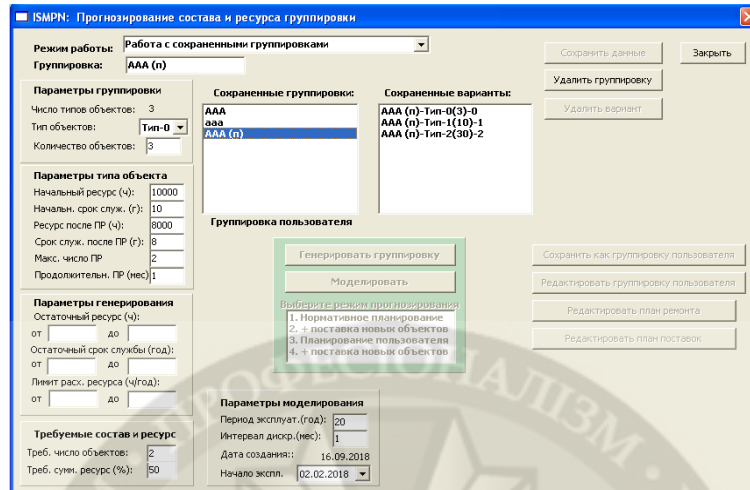 ISMPN: Прогнозирование состава и ресурса группировки
Режим работы: Работа с сохраненными группировками
Группировка: ААА (п)
Сохранить данные
Закрыть
Удалить группировку
Удалить вариант
Параметры группировки
Число типов объектов: 3
Тип объектов: Тип-0
Количество объектов: 3
Сохраненные группировки:
ААА
ааа
ААА (п)
Сохраненные варианты:
ААА (п)-Тип-0(3)-0
ААА (п)-Тип-1(10)-1
ААА (п)-Тип-2(30)-2
Параметры типа объекта
Начальный ресурс (ч): 10000
Начальн. срок служ. (г): 10
Ресурс после ПР (ч): 8000
Срок служ. после ПР (г): 8
Макс. число ПР 2
Продолжительн. ПР (мес) 1
Группировка пользователя
Генерировать группировку
Моделировать
Выберите режим прогнозирования
1. Нормативное планирование
2. + поставка новых объектов
3. Планирование пользователя
4. + поставка новых объектов
Сохранить как группировку пользователя
Редактировать группировку пользователя
Редактировать план ремонта
Редактировать план поставок
Параметры генерирования
Остаточный ресурс (ч):
от до
Остаточный срок службы (год):
от до
Лимит расх. ресурса (ч/год):
от до
Требуемые состав и ресурс
Треб. число объектов: 2
Треб. сумм. ресурс (%): 50
Параметры моделирования
Период эксплуат.(год): 20
Интервал дискр.(мес): 1
Дата создания:: 16.09.2018
Начало экспл. 02.02.2018
ПРОФЕСІОНАЛІЗМ